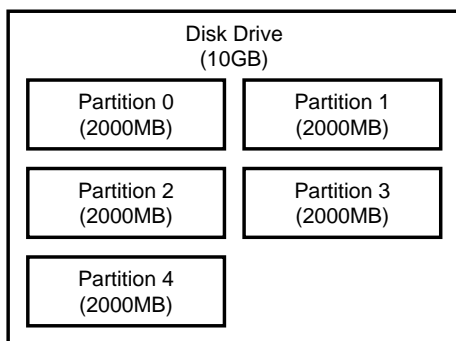 Disk Drive
(10GB)
Partition 0
(2000MB)
Partition 1
(2000MB)
Partition 2
(2000MB)
Partition 3
(2000MB)
Partition 4
(2000MB)